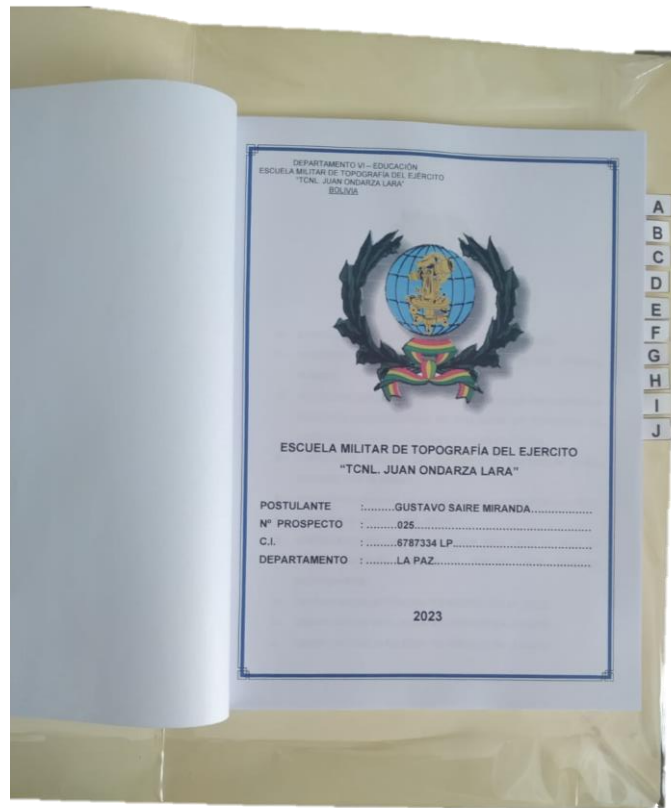 DEPARTAMENTO VI – EDUCACIÓN
ESCUELA MILITAR DE TOPOGRAFÍA DEL EJÉRCITO
"TCNL. JUAN ONDARZA LARA"
BOLIVIA
ESCUELA MILITAR DE TOPOGRAFÍA DEL EJERCITO
"TCNL. JUAN ONDARZA LARA"
POSTULANTE :.........GUSTAVO SAIRE MIRANDA..................
Nº PROSPECTO : .........025....................................................
C.I. : .........6787334 LP.........................................
DEPARTAMENTO : .........LA PAZ...............................................
2023
A
B
C
D
E
F
G
H
I
J